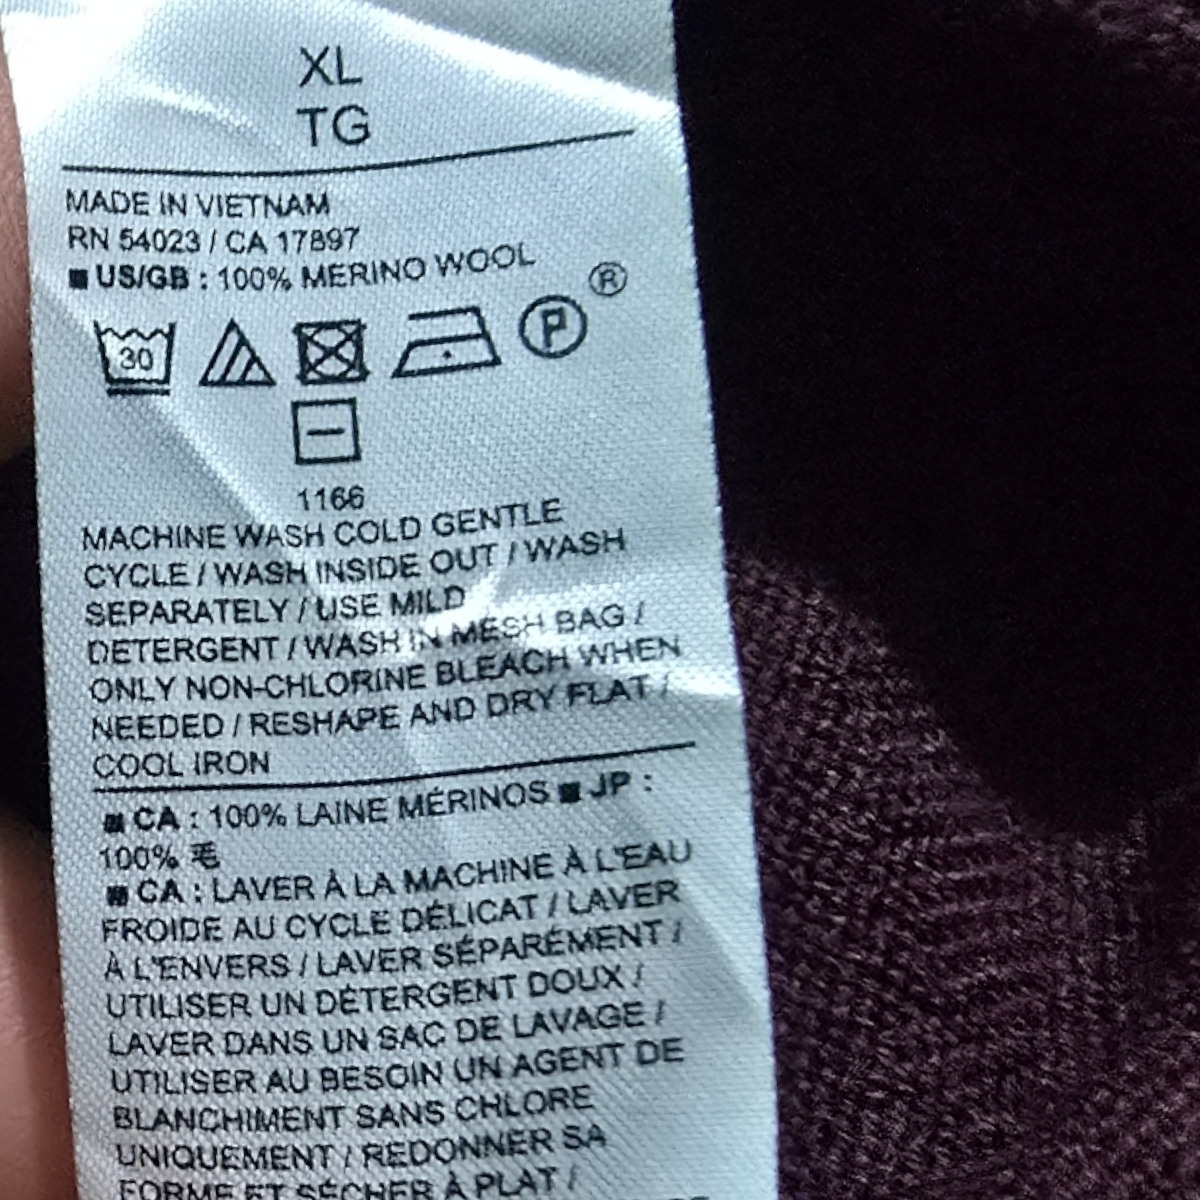 XL
TG
MADE IN VIETNAM
RN 54023 / CA 17897
■ US/GB : 100% MERINO WOOL
30 P ®
1166
MACHINE WASH COLD GENTLE
CYCLE / WASH INSIDE OUT / WASH
SEPARATELY / USE MILD
DETERGENT / WASH IN MESH BAG /
ONLY NON-CHLORINE BLEACH WHEN
NEEDED / RESHAPE AND DRY FLAT /
COOL IRON
■ CA : 100% LAINE MÉRINOS ■ JP :
100% 毛
■ CA : LAVER À LA MACHINE À L'EAU
FROIDE AU CYCLE DÉLICAT / LAVER
À L'ENVERS / LAVER SÉPARÉMENT /
UTILISER UN DÉTERGENT DOUX /
LAVER DANS UN SAC DE LAVAGE /
UTILISER AU BESOIN UN AGENT DE
BLANCHIMENT SANS CHLORE
UNIQUEMENT / REDONNER SA
FORME ET SÉCHER À PLAT /